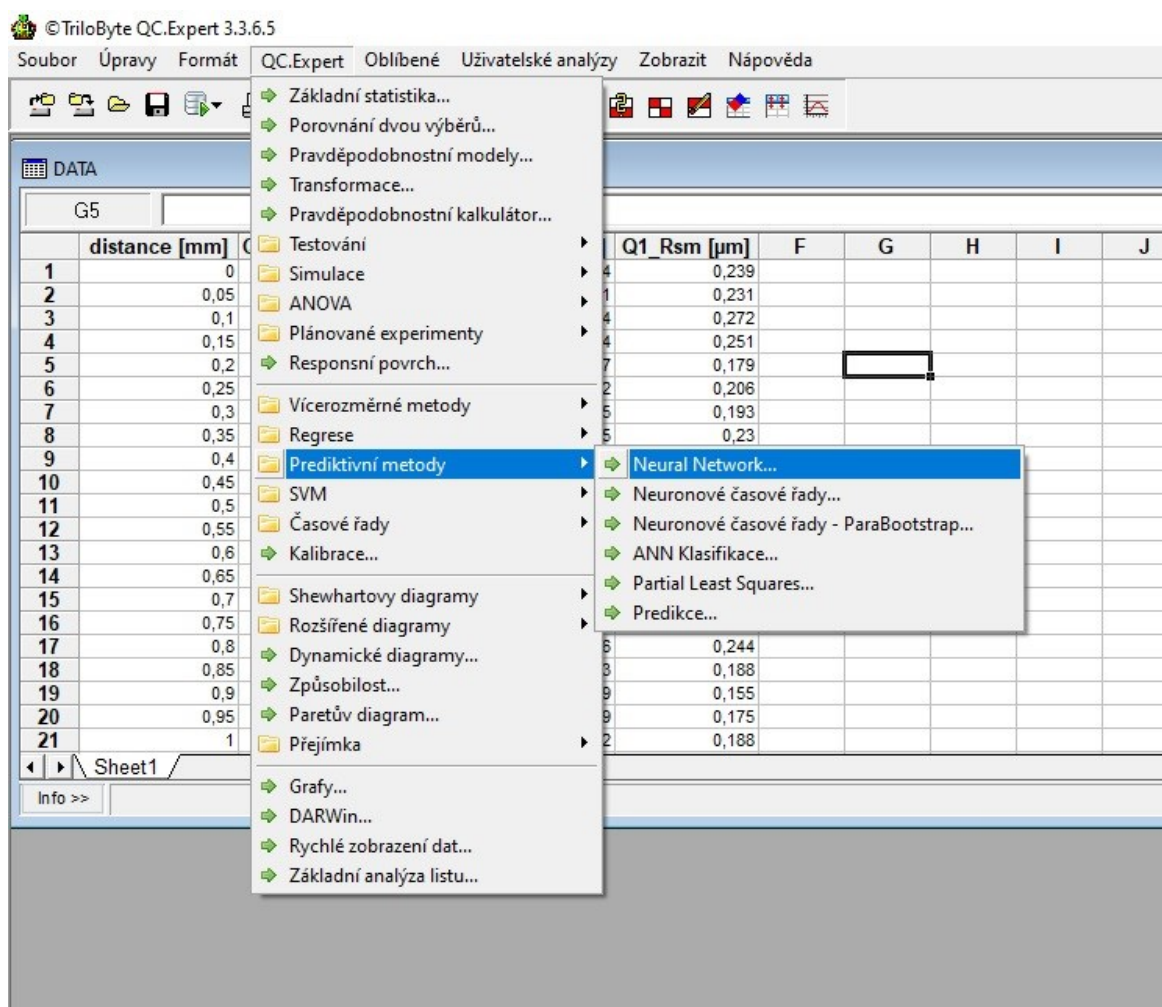 ©TriloByte QC.Expert 3.3.6.5
Soubor Úpravy Formát QC.Expert Oblíbené Uživatelské analýzy Zobrazit Nápověda
DATA
G5
distance [mm] Q1_Rsm [µm] F G H I J
1 0 0,239
2 0,05 0,231
3 0,1 0,272
4 0,15 0,251
5 0,2 0,179
6 0,25 0,206
7 0,3 0,193
8 0,35 0,23
9 0,4
10 0,45
11 0,5
12 0,55
13 0,6
14 0,65
15 0,7
16 0,75
17 0,8 0,244
18 0,85 0,188
19 0,9 0,155
20 0,95 0,175
21 1 0,188
Sheet1
Info >>
Základní statistika...
Porovnání dvou výběrů...
Pravděpodobnostní modely...
Transformace...
Pravděpodobnostní kalkulátor...
Testování
Simulace
ANOVA
Plánované experimenty
Responsní povrch...
Vícerozměrné metody
Regrese
Prediktivní metody
SVM
Časové řady
Kalibrace...
Shewhartovy diagramy
Rozšířené diagramy
Dynamické diagramy...
Způsobilost...
Paretův diagram...
Přejímka
Grafy...
DARWin...
Rychlé zobrazení dat...
Základní analýza listu...
Neural Network...
Neuronové časové řady...
Neuronové časové řady - ParaBootstrap...
ANN Klasifikace...
Partial Least Squares...
Predikce...